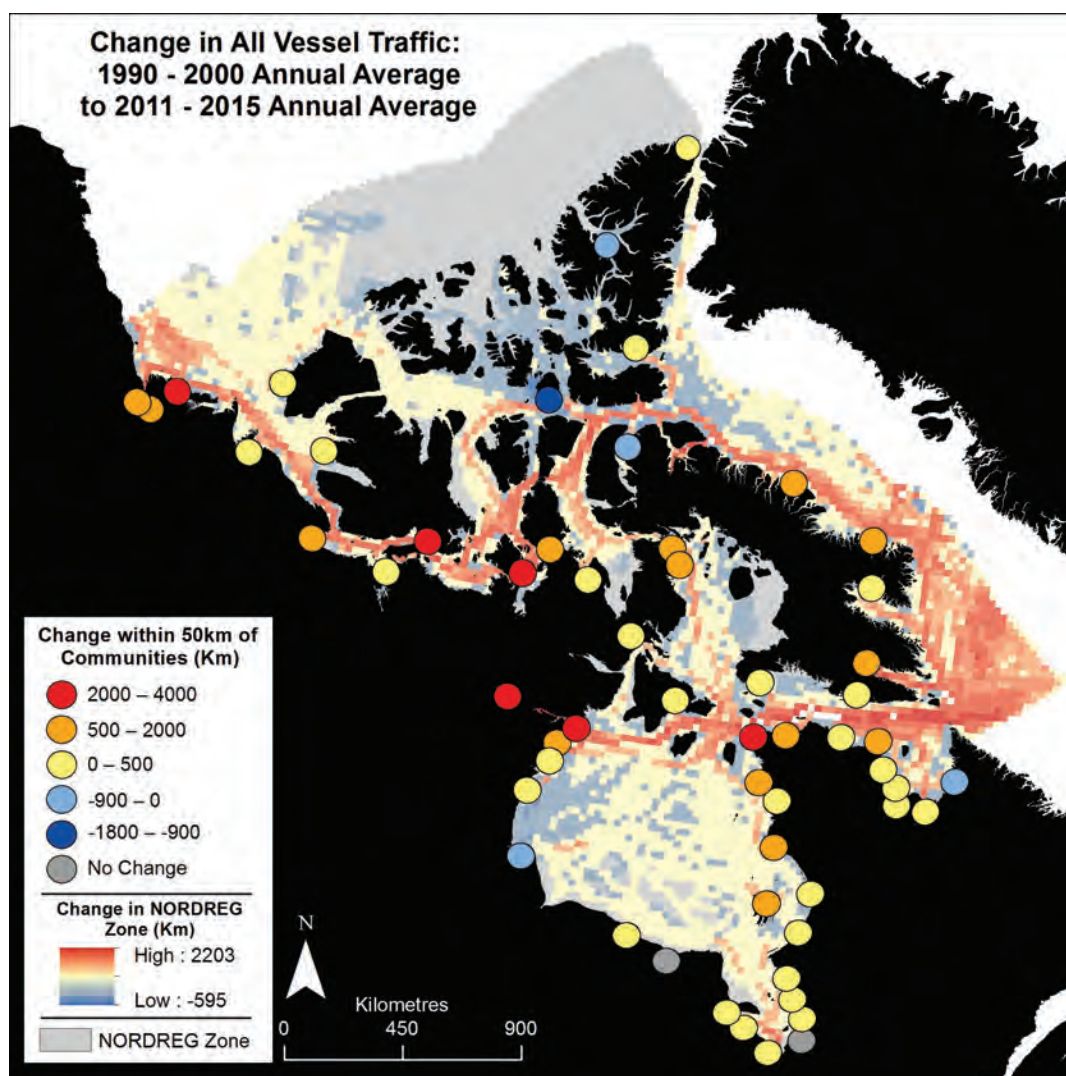 Change in All Vessel Traffic:
1990 - 2000 Annual Average
to 2011 - 2015 Annual Average
Change within 50km of
Communities (Km)
2000 – 4000
500 – 2000
0 – 500
-900 – 0
-1800 – -900
No Change
Change in NORDREG
Zone (Km)
High : 2203
Low : -595
NORDREG Zone
N
Kilometres
0 450 900